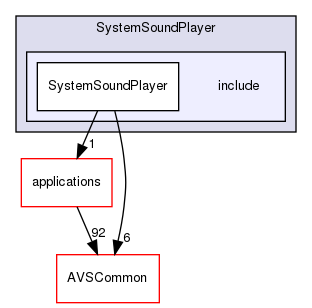 SystemSoundPlayer
SystemSoundPlayer
include
1
applications
92
6
AVSCommon